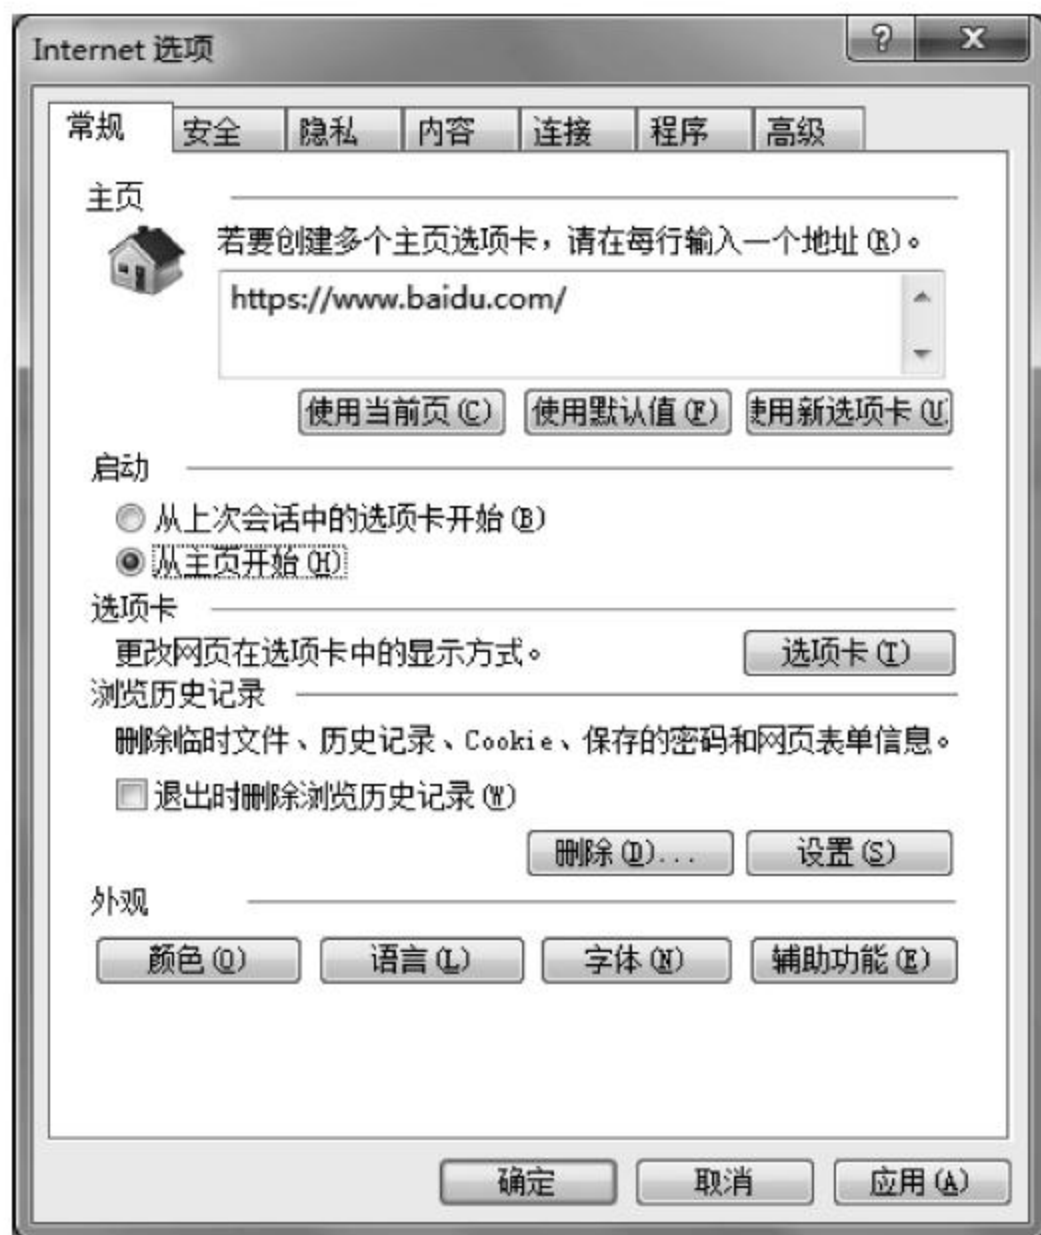 Internet 选项
常规 安全 隐私 内容 连接 程序 高级
主页
若要创建多个主页选项卡，请在每行输入一个地址(R)。
https://www.baidu.com/
使用当前页(C) 使用默认值(F) 使用新选项卡(U)
启动
从上次会话中的选项卡开始(B)
从主页开始(H)
选项卡
更改网页在选项卡中的显示方式。 选项卡(T)
浏览历史记录
删除临时文件、历史记录、Cookie、保存的密码和网页表单信息。
退出时删除浏览历史记录(W)
删除(D)... 设置(S)
外观
颜色(O) 语言(L) 字体(N) 辅助功能(E)
确定 取消 应用(A)